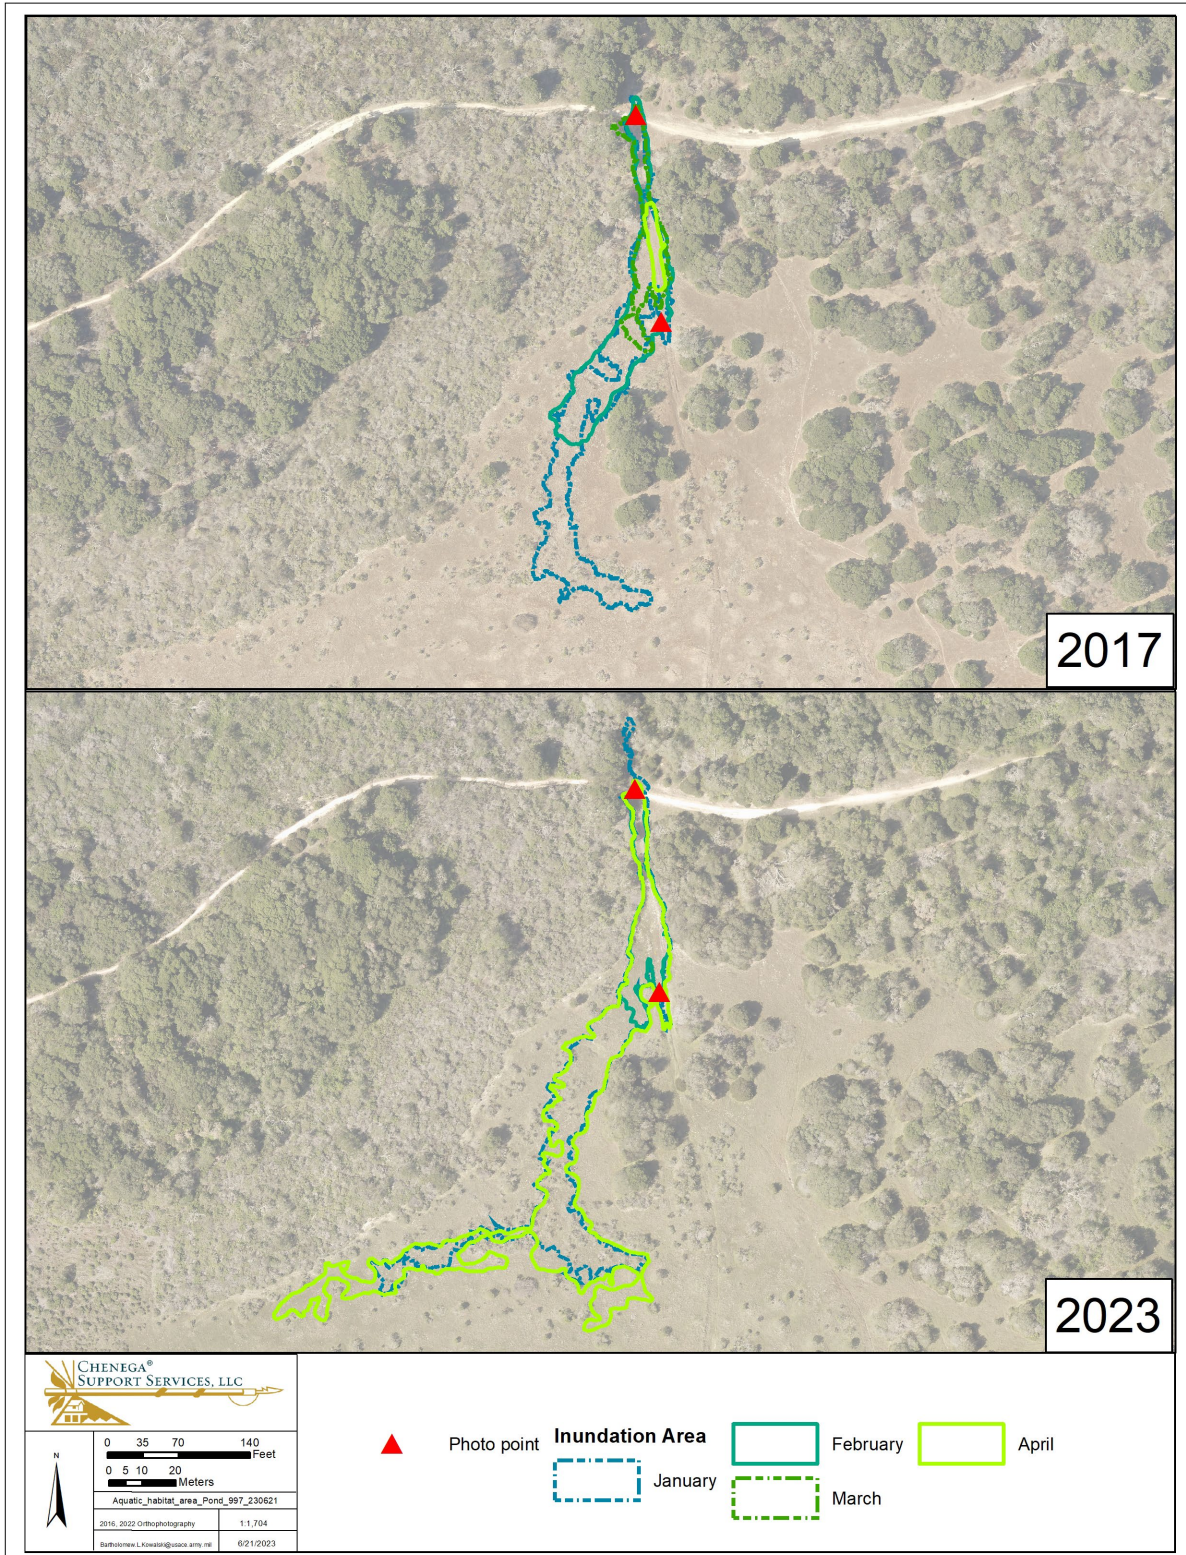 2017
2023
CHENEGA®
SUPPORT SERVICES, LLC
N
0 35 70 140
Feet
0 5 10 20
Meters
Aquatic_habitat_area_Pond_997_230621
2016, 2022 Orthophotography 1:1,704
Bartholomew.L.Kowalski@usace.army.mil 6/21/2023
Photo point
Inundation Area
January
February
March
April